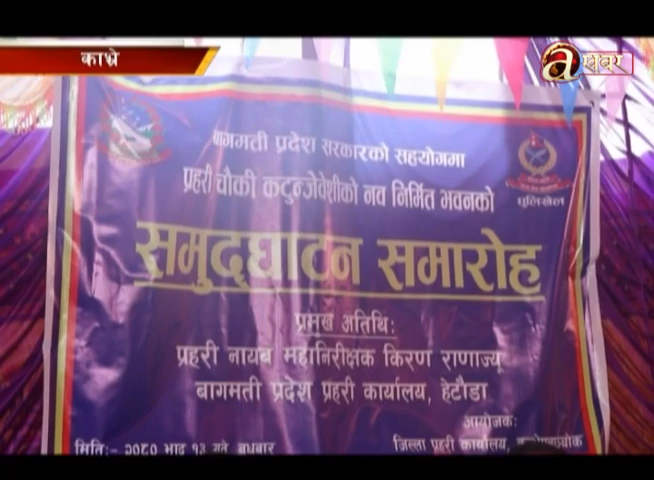 काभ्रे
a खबर
बागमती प्रदेश सरकारको सहयोगमा
प्रहरी चौकी कटुन्जेवेशीको नव निर्मित भवनको
धुलिखेल
समुद्घाटन समारोह
प्रमुख अतिथिः
प्रहरी नायब महानिरीक्षक किरण राणाज्यू
बागमती प्रदेश प्रहरी कार्यालय, हेटौडा
आयोजकः
मितिः- २०८० भाद्र १३ गते बुधबार
जिल्ला प्रहरी कार्यालय,